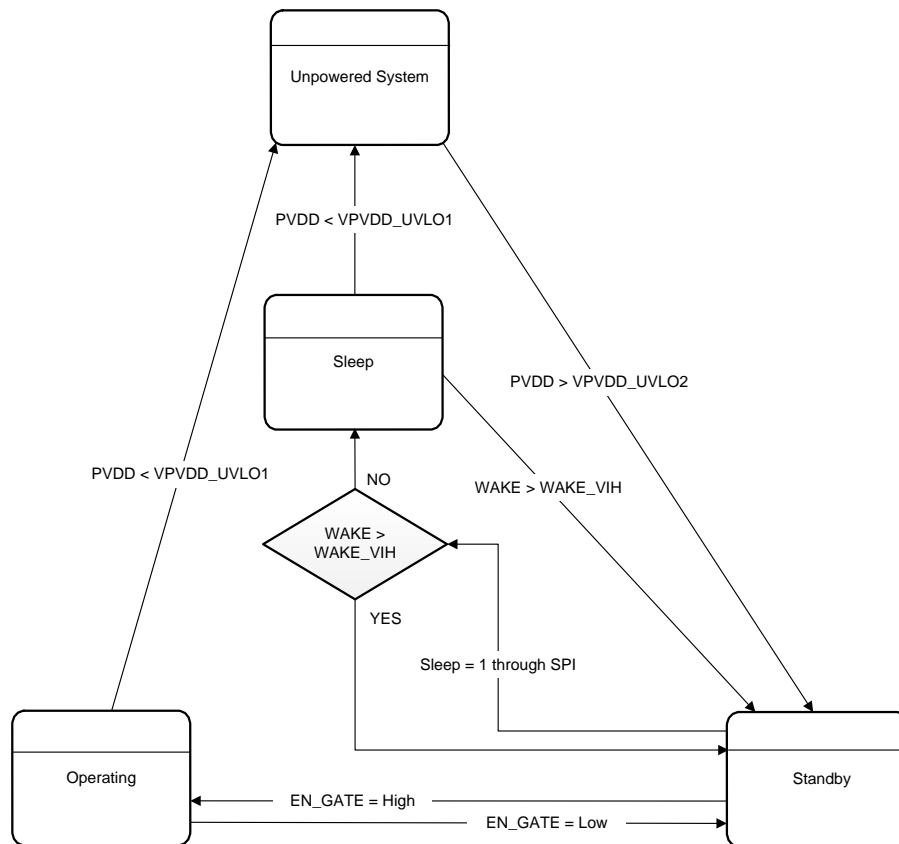 Unpowered System
PVDD < VPVDD_UVLO1
Sleep
PVDD > VPVDD_UVLO2
PVDD < VPVDD_UVLO1
NO
WAKE > WAKE_VIH
WAKE >
WAKE_VIH
YES
Sleep = 1 through SPI
Operating
Standby
EN_GATE = High
EN_GATE = Low